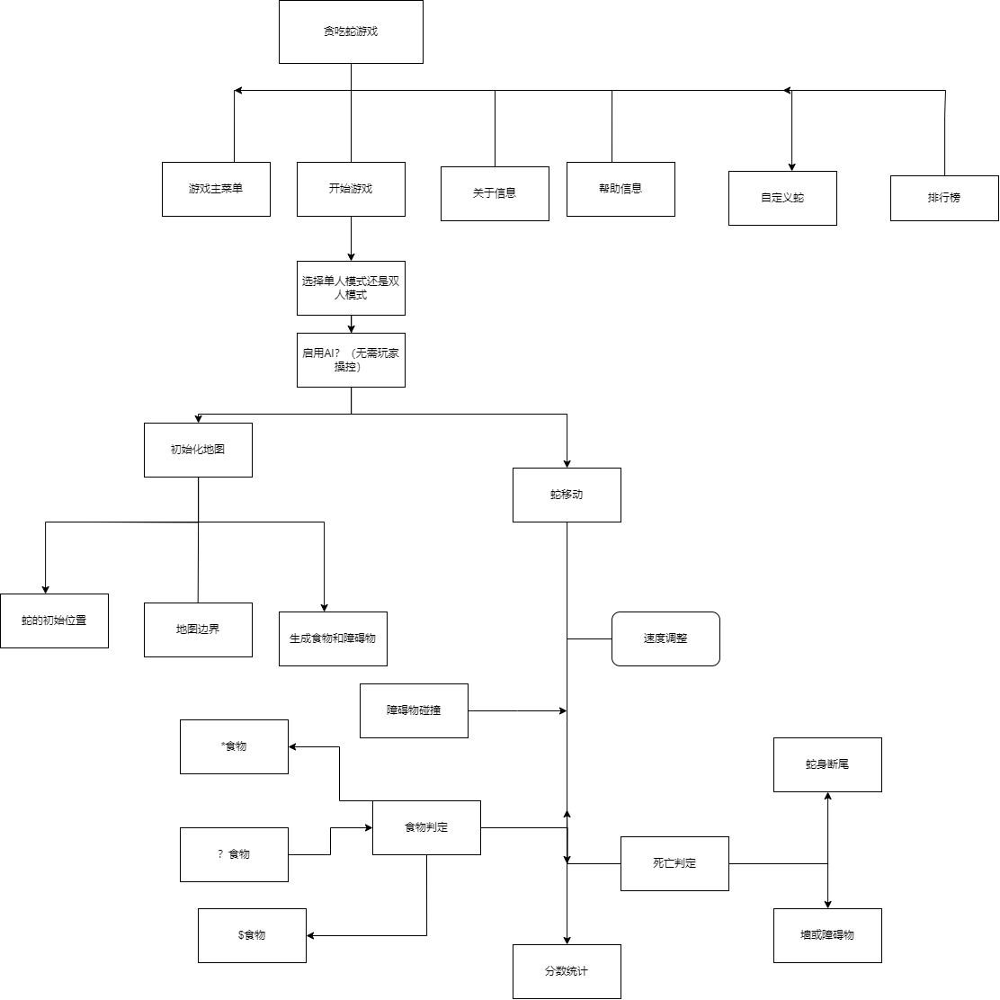 贪吃蛇游戏
游戏主菜单
开始游戏
关于信息
帮助信息
自定义蛇
排行榜
选择单人模式还是双
人模式
启用AI？（无需玩家
操控）
初始化地图
蛇移动
蛇的初始位置
地图边界
生成食物和障碍物
速度调整
障碍物碰撞
*食物
蛇身断尾
食物判定
？食物
死亡判定
$食物
墙或障碍物
分数统计